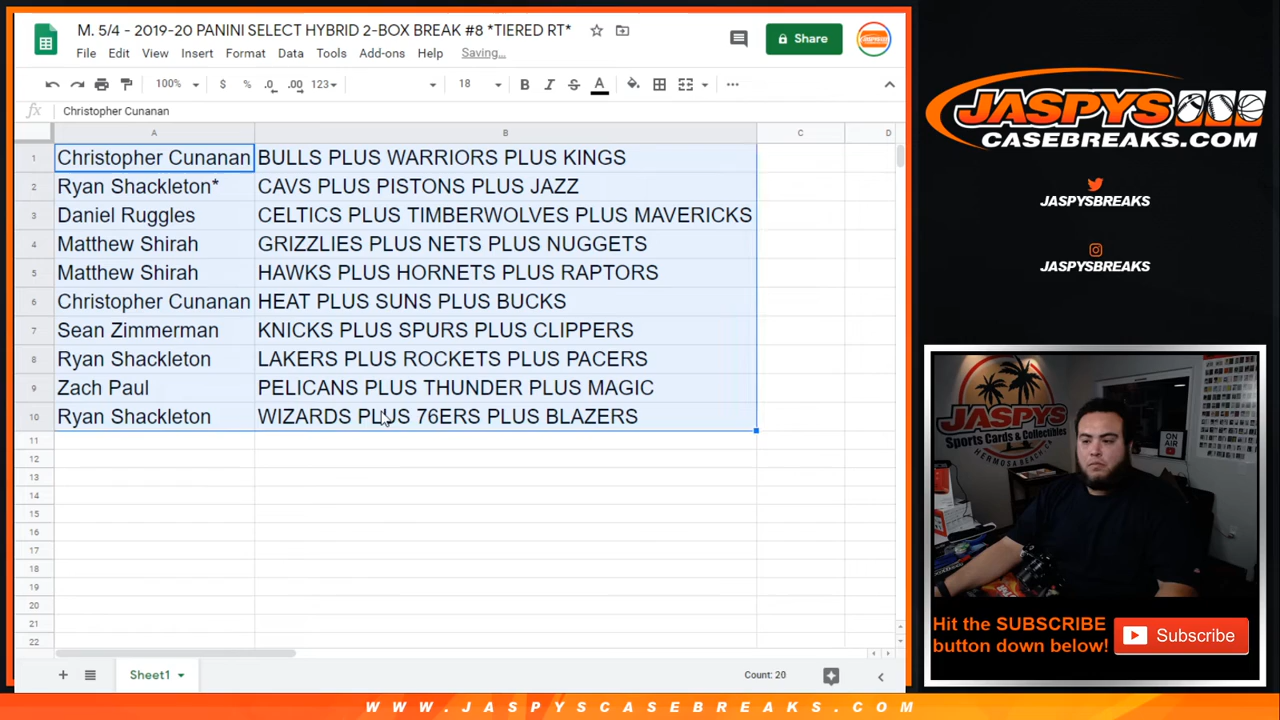 M. 5/4 - 2019-20 PANINI SELECT HYBRID 2-BOX BREAK #8 *TIERED RT*
File Edit View Insert Format Data Tools Add-ons Help Saving...
Share
100% $ % .0 .00 123 18 B I S A
fx Christopher Cunanan
A B C D
1 Christopher Cunanan BULLS PLUS WARRIORS PLUS KINGS
2 Ryan Shackleton* CAVS PLUS PISTONS PLUS JAZZ
3 Daniel Ruggles CELTICS PLUS TIMBERWOLVES PLUS MAVERICKS
4 Matthew Shirah GRIZZLIES PLUS NETS PLUS NUGGETS
5 Matthew Shirah HAWKS PLUS HORNETS PLUS RAPTORS
6 Christopher Cunanan HEAT PLUS SUNS PLUS BUCKS
7 Sean Zimmerman KNICKS PLUS SPURS PLUS CLIPPERS
8 Ryan Shackleton LAKERS PLUS ROCKETS PLUS PACERS
9 Zach Paul PELICANS PLUS THUNDER PLUS MAGIC
10 Ryan Shackleton WIZARDS PLUS 76ERS PLUS BLAZERS
11
12
13
14
15
16
17
18
19
20
21
22
Sheet1
Count: 20
JASPYS
CASEBREAKS.COM
JASPYSBREAKS
JASPYSBREAKS
JASPYS
Sports Cards & Collectibles
HERMOSA BEACH CA
ON AIR
Hit the SUBSCRIBE
button down below!
Subscribe
WWW.JASPYSCASEBREAKS.COM